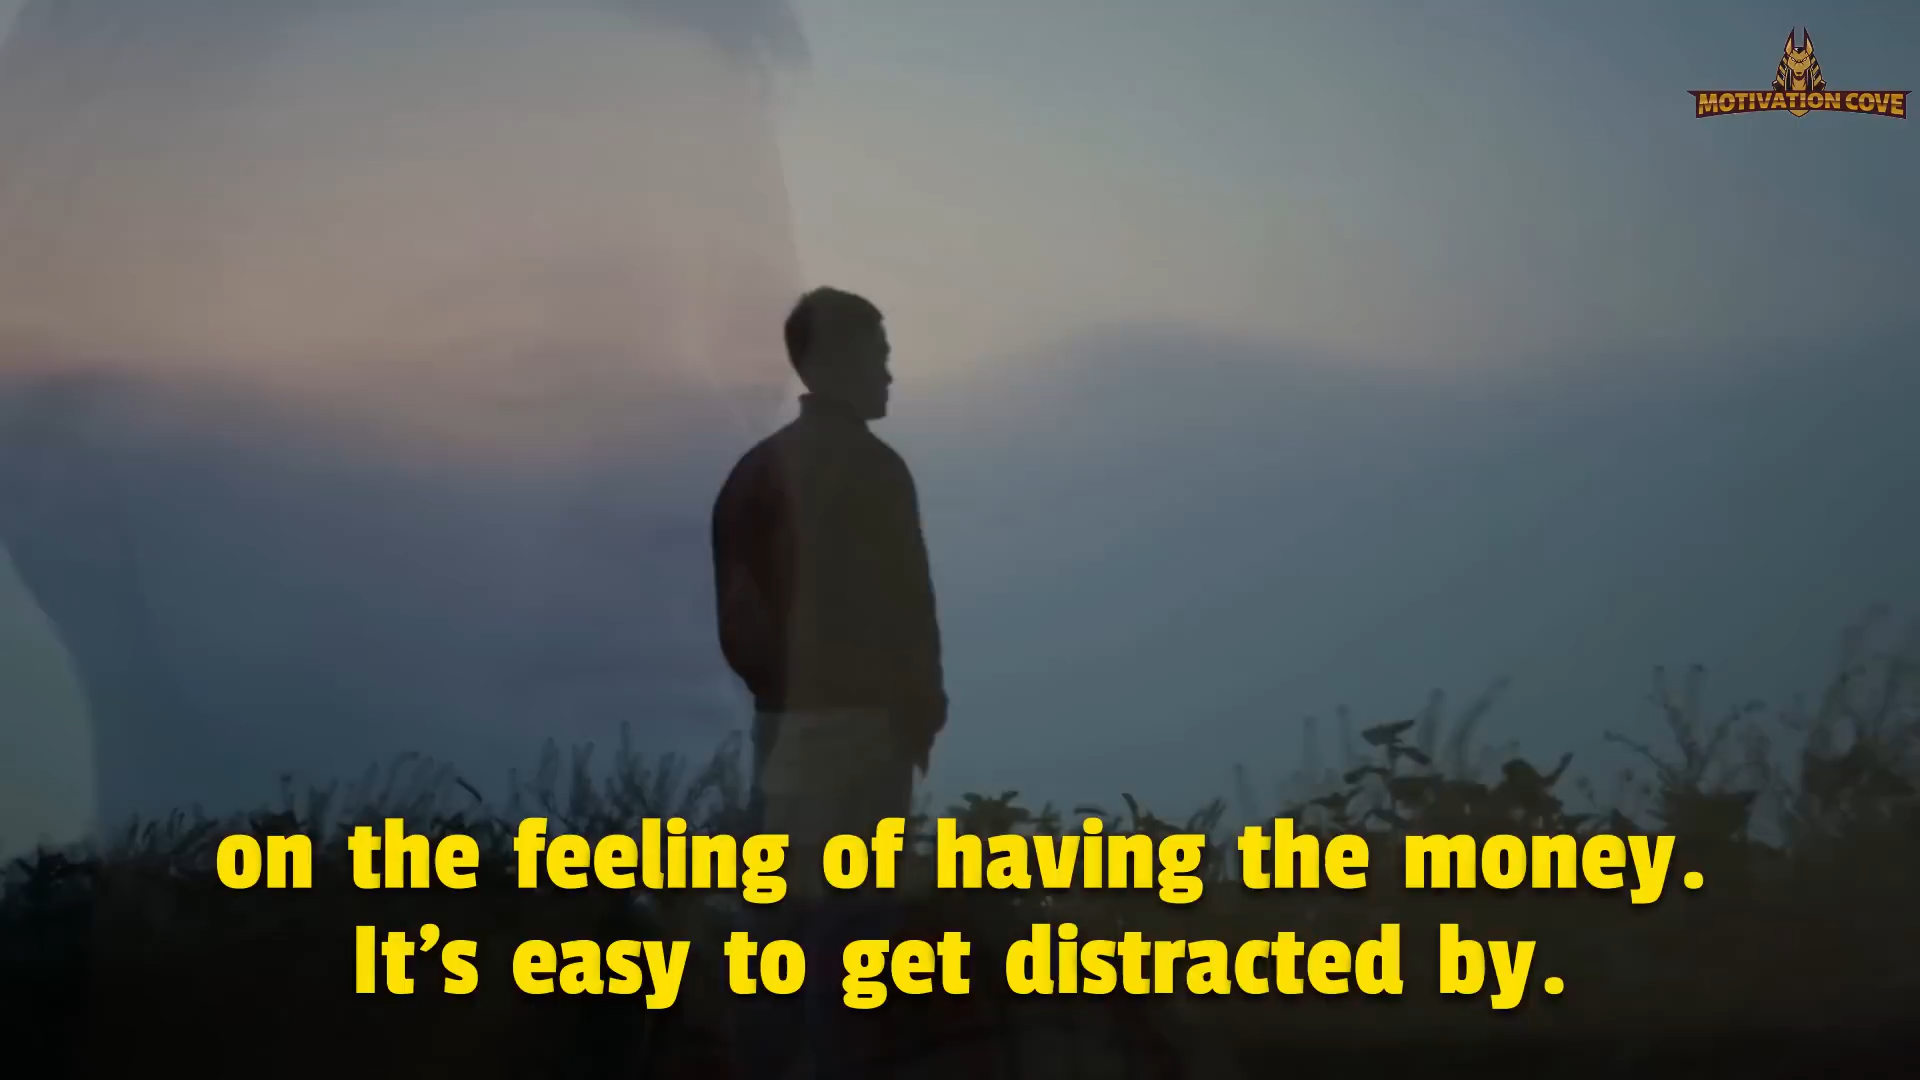 MOTIVATION COVE
on the feeling of having the money.
It's easy to get distracted by.